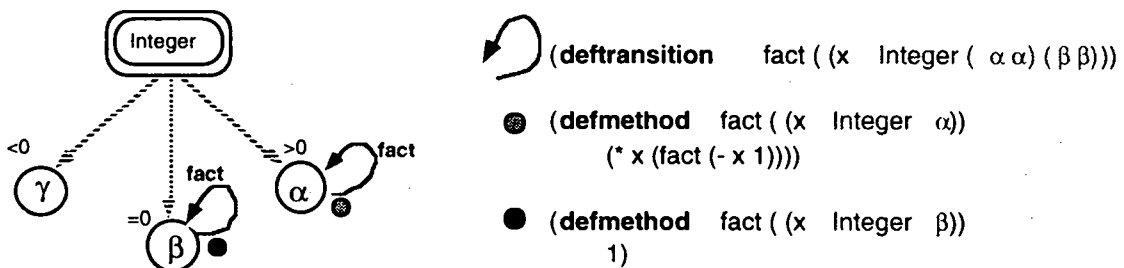 Integer
<0
γ
=0
β
fact
>0
α
fact
(deftransition fact ( (x Integer ( α α) ( β β)))
(defmethod fact ( (x Integer α))
(* x (fact (- x 1))))
(defmethod fact ( (x Integer β))
1)